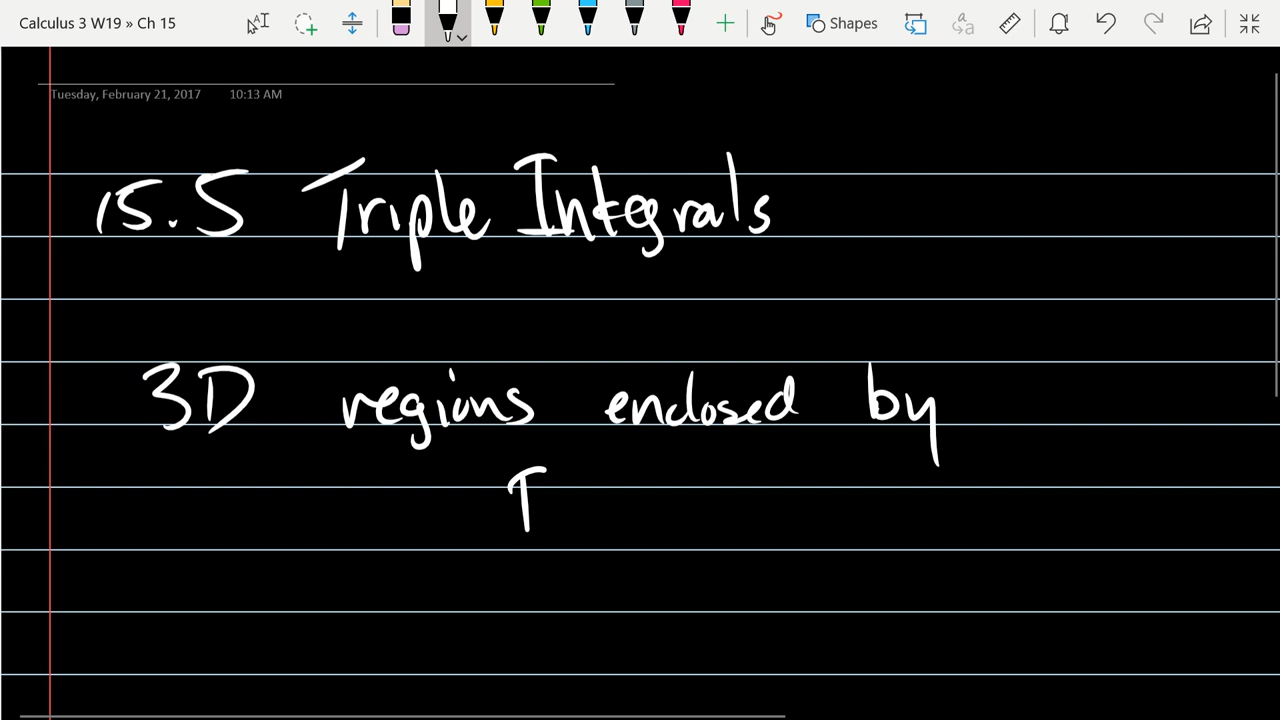 Calculus 3 W19 » Ch 15
Shapes
Tuesday, February 21, 2017 10:13 AM
15.5 Triple Integrals
3D regions enclosed by
T